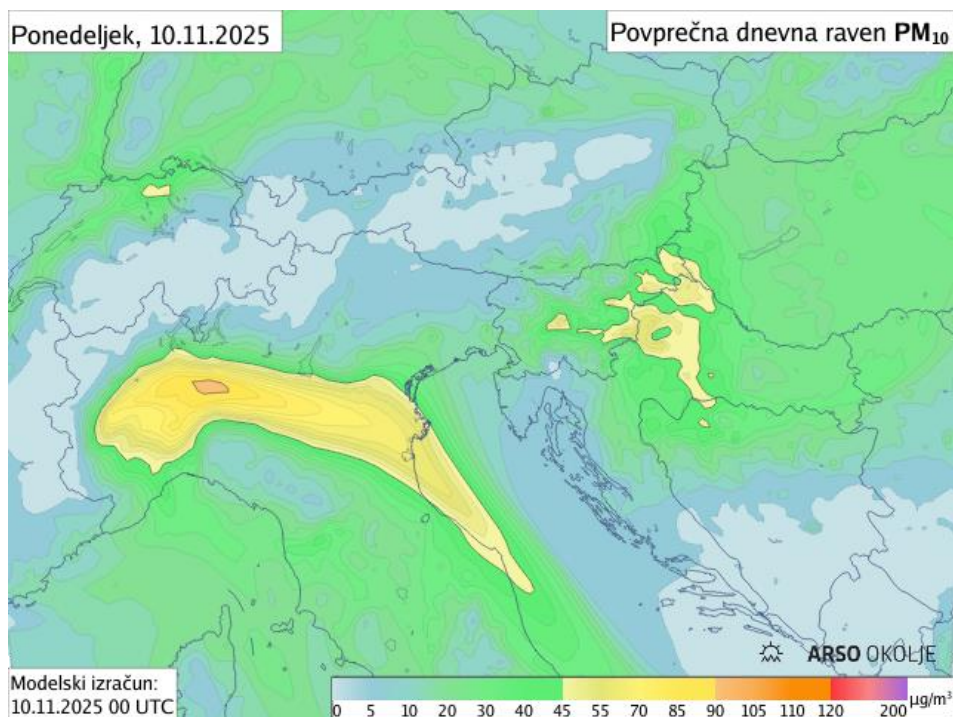 Ponedeljek, 10.11.2025
Povprečna dnevna raven PM₁₀
ARSO OKOLJE
Modelski izračun:
10.11.2025 00 UTC
0 5 10 20 30 40 45 55 70 85 90 105 110 120 200 µg/m³